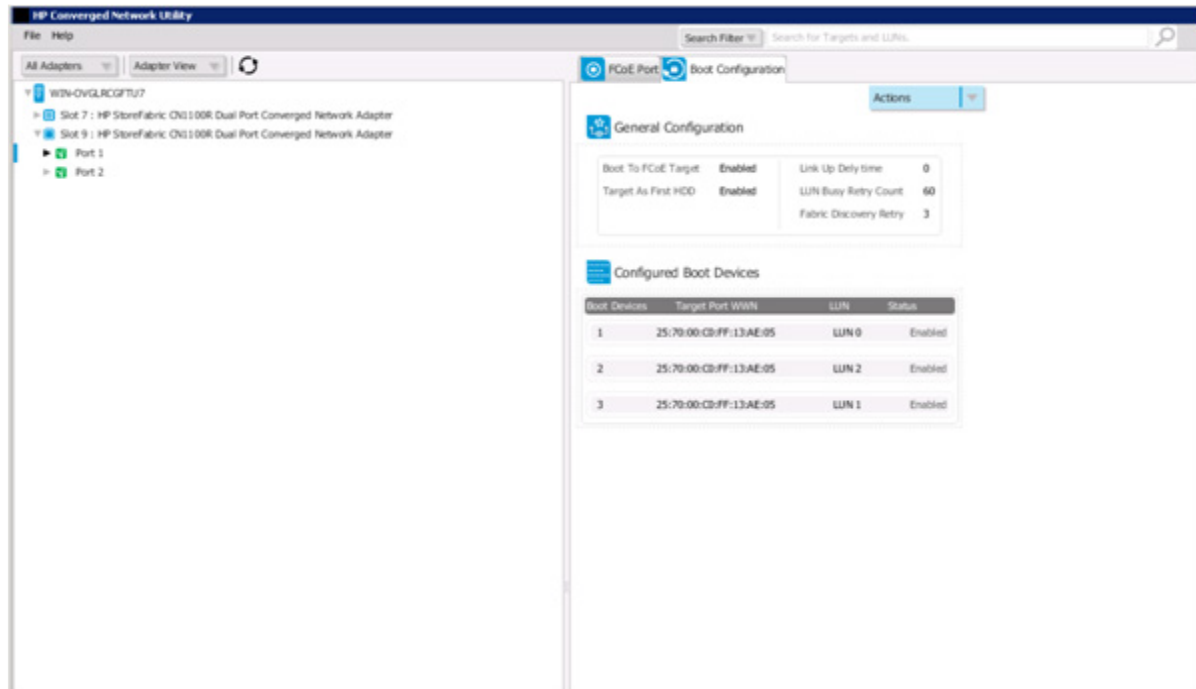 HP Converged Network Utility
File Help
Search Filter Search for Targets and LUNs.
All Adapters Adapter View
FCoE Port Boot Configuration
WIN-OVGLRCGFTU7
Slot 7 : HP StoreFabric CN1100R Dual Port Converged Network Adapter
Slot 9 : HP StoreFabric CN1100R Dual Port Converged Network Adapter
Port 1
Port 2
Actions
General Configuration
Boot To FCoE Target Enabled Link Up Dely time 0
Target As First HDD Enabled LUN Busy Retry Count 60
Fabric Discovery Retry 3
Configured Boot Devices
Boot Devices Target Port WWN LUN Status
1 25:70:00:C0:FF:13:AE:05 LUN 0 Enabled
2 25:70:00:C0:FF:13:AE:05 LUN 2 Enabled
3 25:70:00:C0:FF:13:AE:05 LUN 1 Enabled